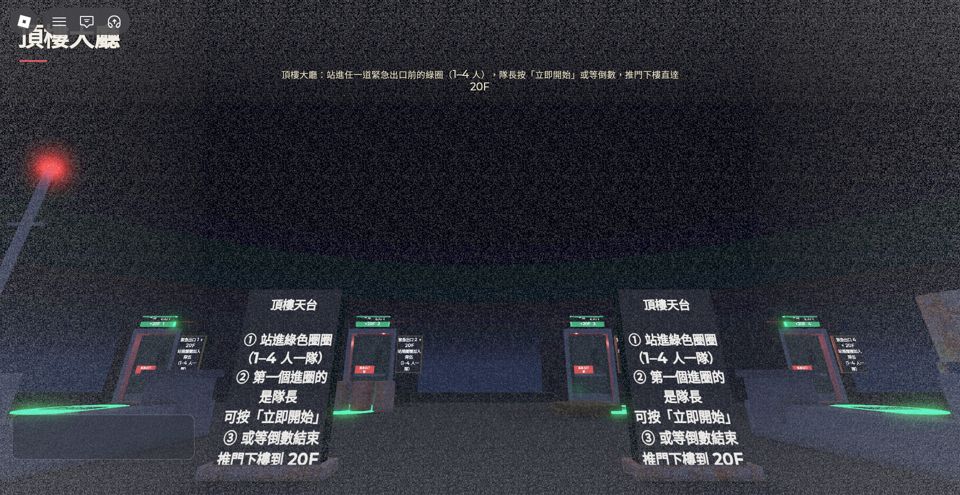 頂樓大廳
頂樓大廳：站進任一道緊急出口前的綠圈（1–4 人），隊長按「立即開始」或等倒數，推門下樓直達
20F
頂樓天台
① 站進綠色圈圈
（1–4 人一隊）
② 第一個進圈的
是隊長
可按「立即開始」
③ 或等倒數結束
推門下樓到 20F
頂樓天台
① 站進綠色圈圈
（1–4 人一隊）
② 第一個進圈的
是隊長
可按「立即開始」
③ 或等倒數結束
推門下樓到 20F